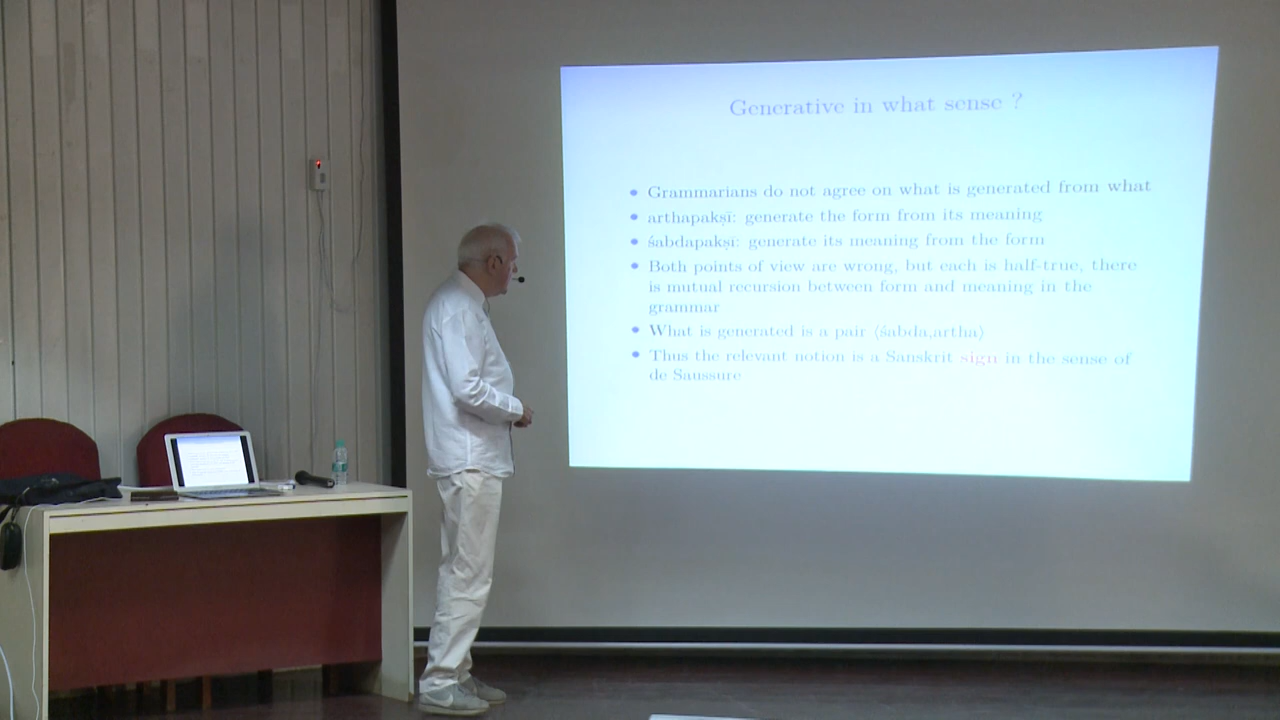 Generative in what sense ?
Grammarians do not agree on what is generated from what
arthapakṣī: generate the form from its meaning
śabdapakṣī: generate its meaning from the form
Both points of view are wrong, but each is half-true, there
is mutual recursion between form and meaning in the
grammar
What is generated is a pair ⟨śabda,artha⟩
Thus the relevant notion is a Sanskrit sign in the sense of
de Saussure